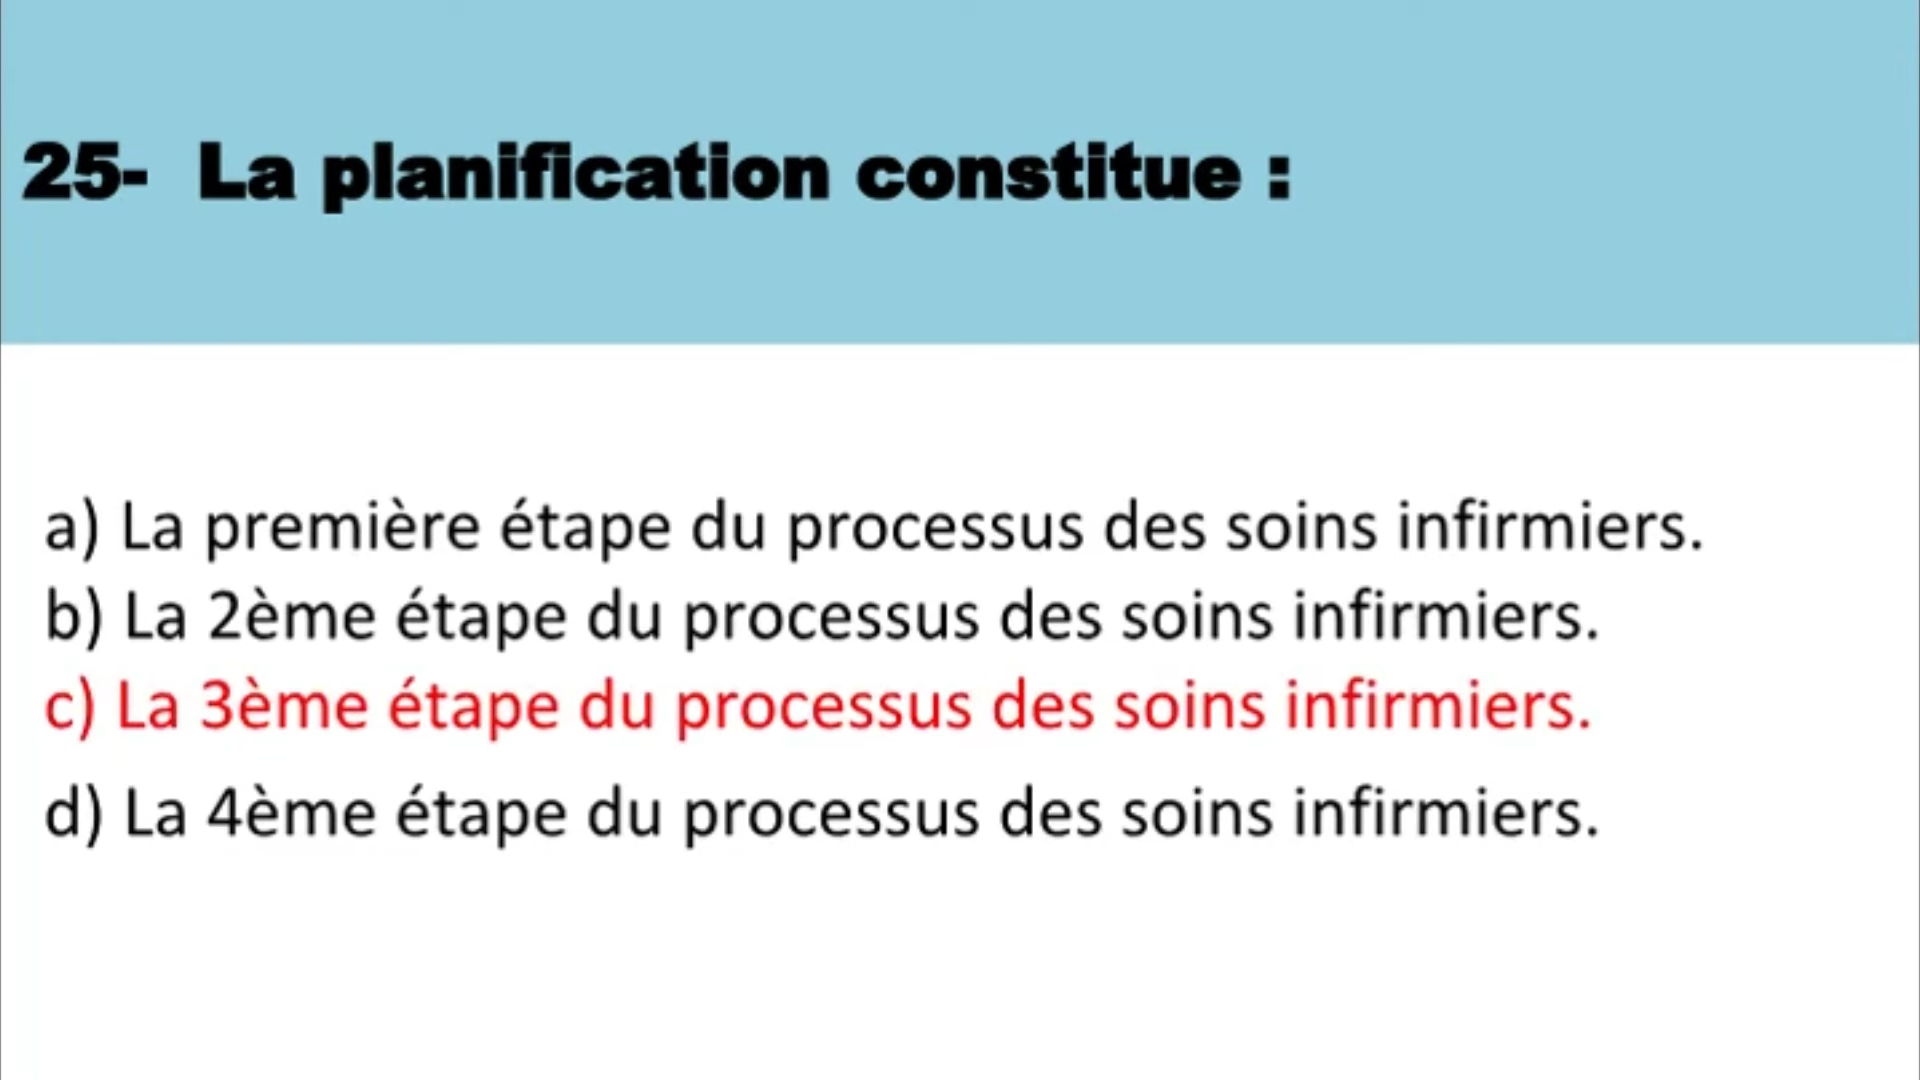 25- La planification constitue :
a) La première étape du processus des soins infirmiers.
b) La 2ème étape du processus des soins infirmiers.
c) La 3ème étape du processus des soins infirmiers.
d) La 4ème étape du processus des soins infirmiers.